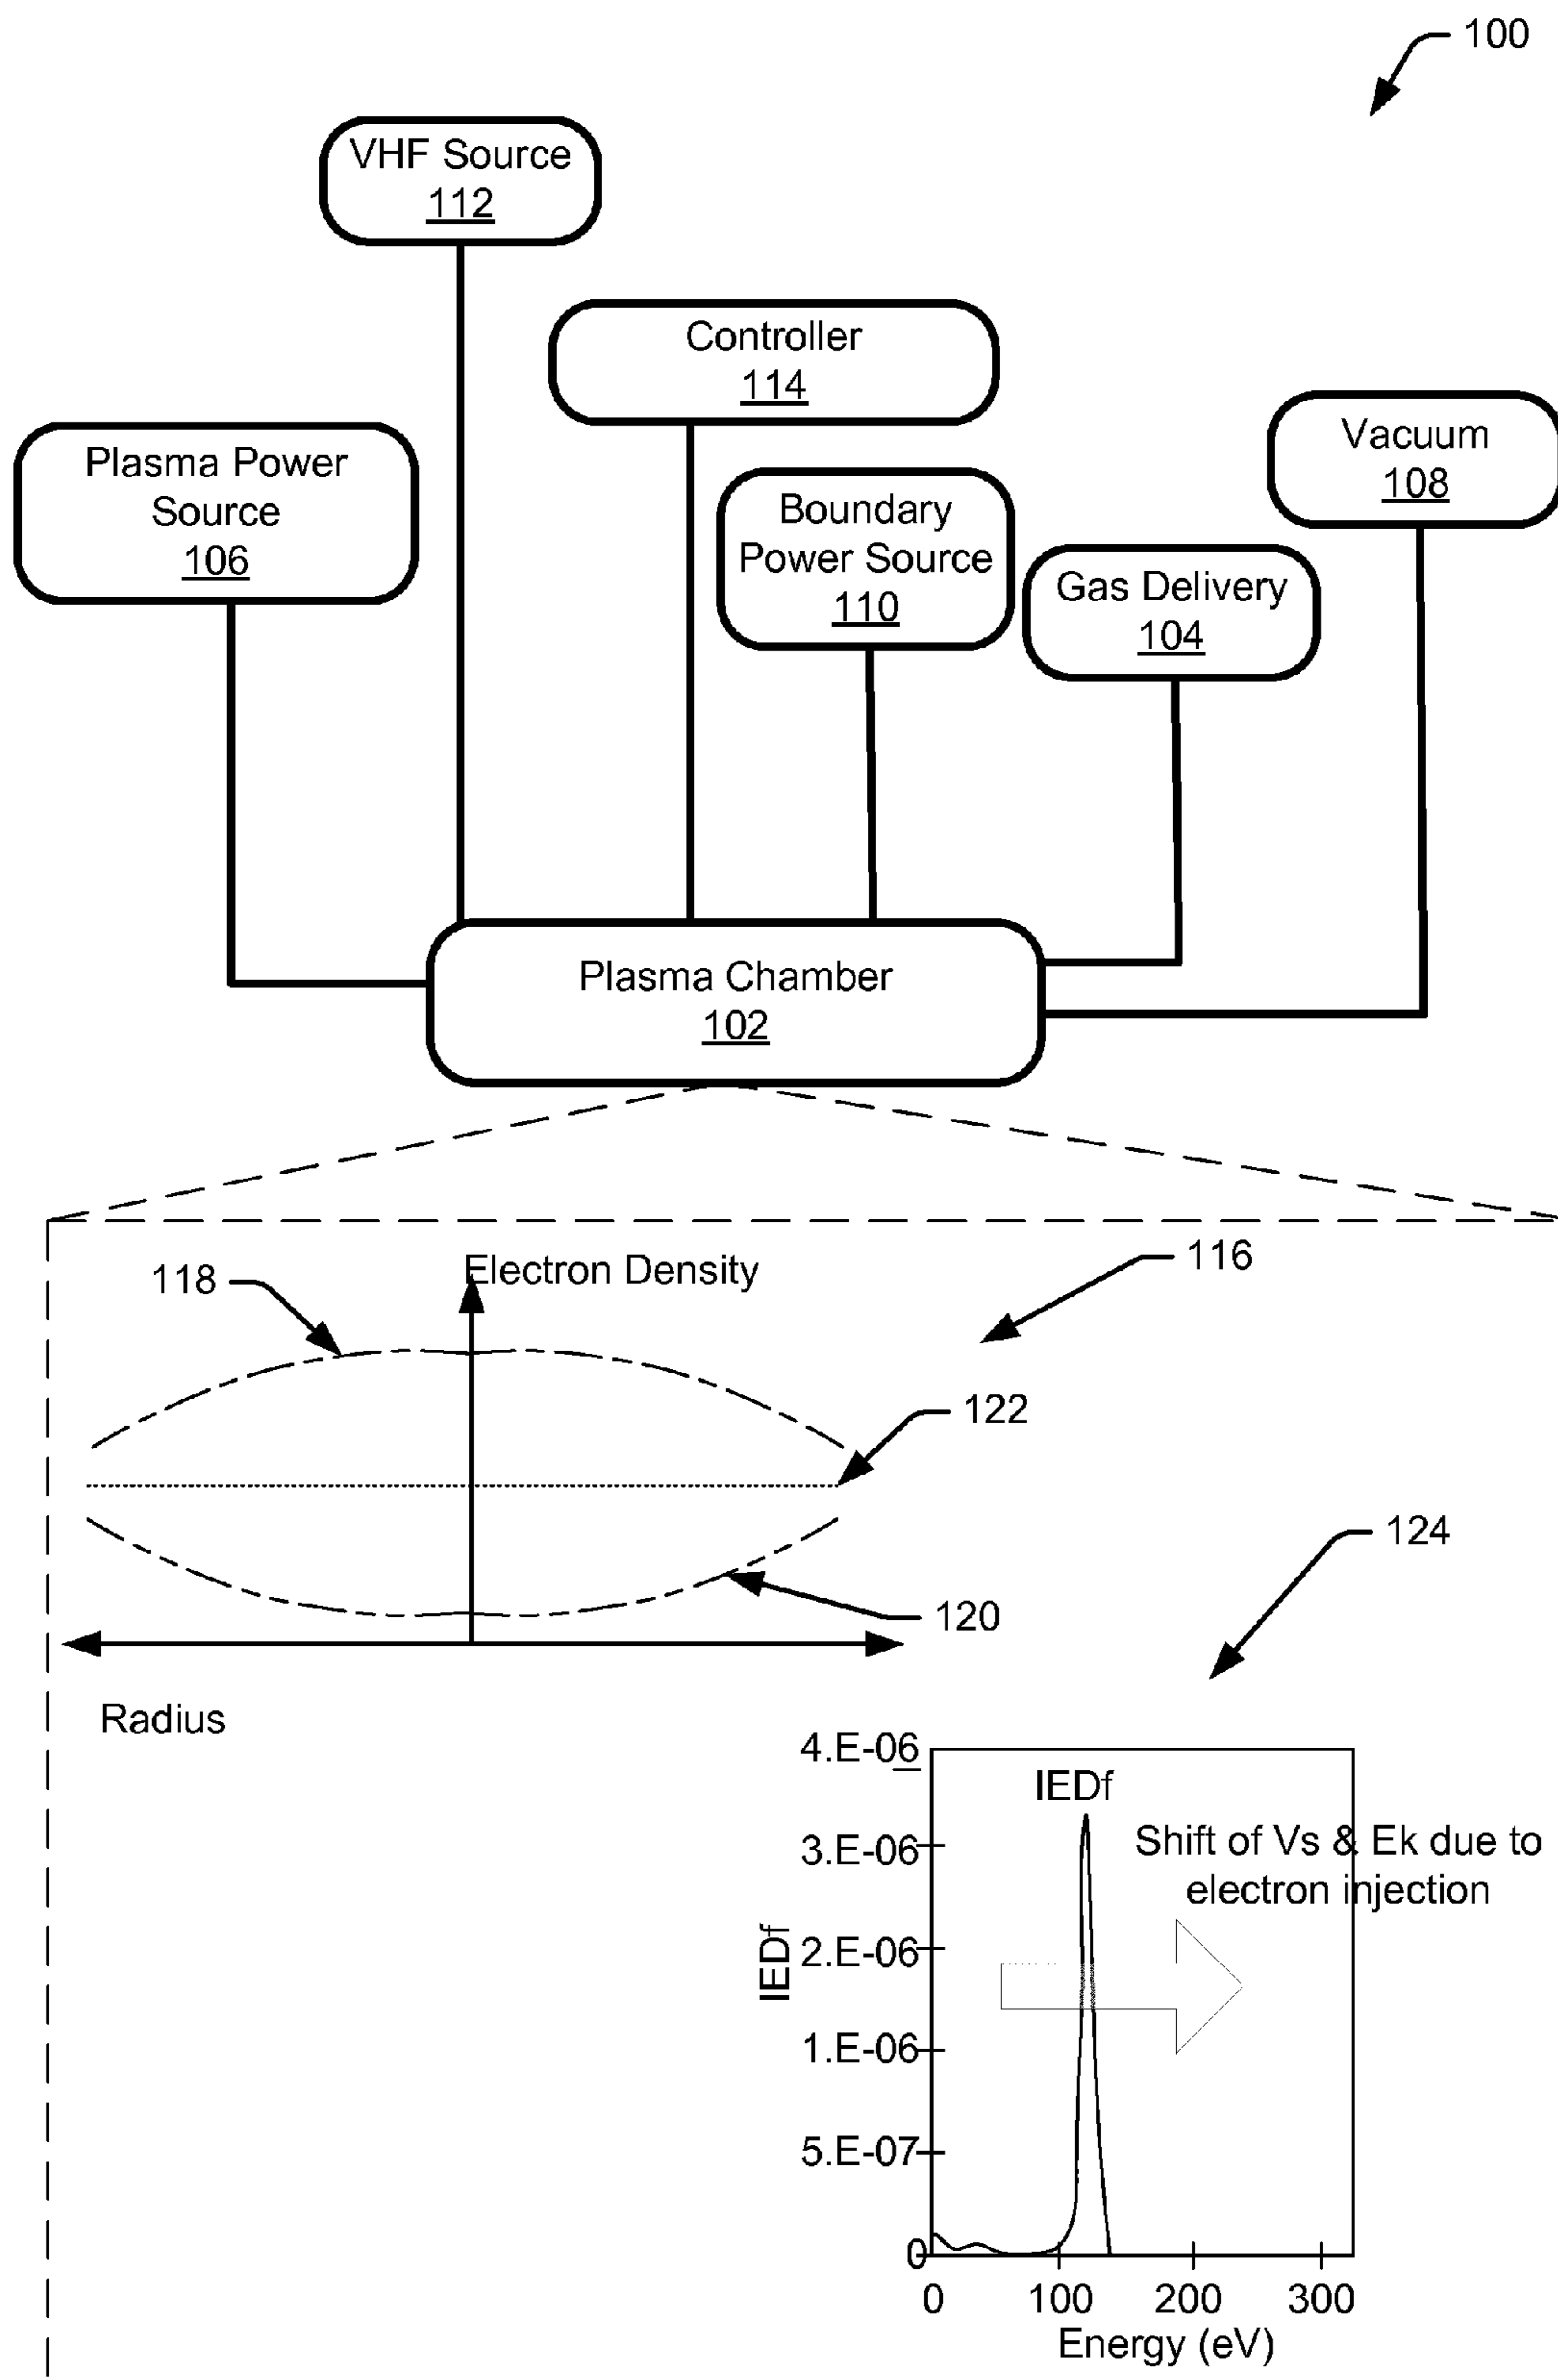 100
VHF Source
112
Controller
114
Vacuum
108
Plasma Power
Source
106
Boundary
Power Source
110
Gas Delivery
104
Plasma Chamber
102
Electron Density
116
118
122
124
120
Radius
4.E-06
IEDf
3.E-06
Shift of Vs & Ek due to
electron injection
IEDf
2.E-06
1.E-06
5.E-07
0
0 100 200 300
Energy (eV)